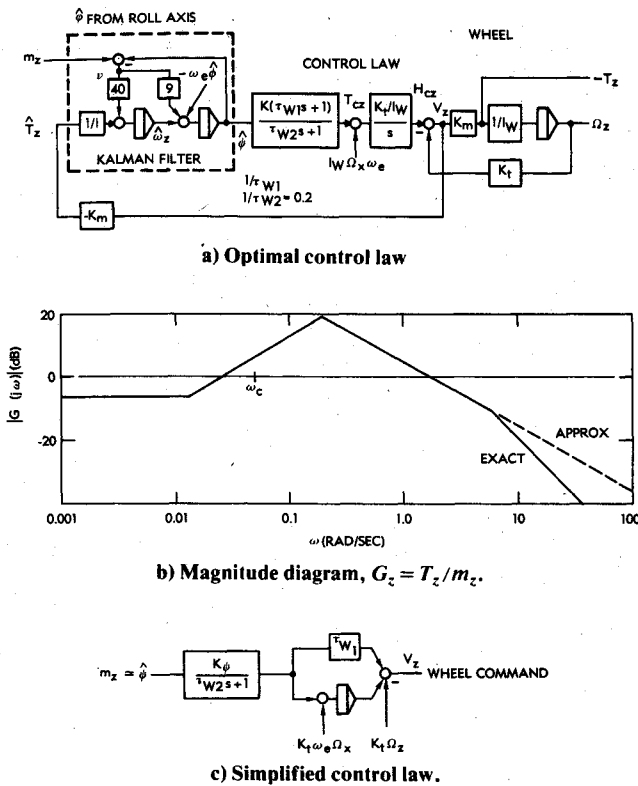 φ̂ FROM ROLL AXIS
WHEEL
m_z
-
ν
40
9
-ω_e φ̂
CONTROL LAW
T̂_z
1/I
ω̂_z
φ̂
K(τ_W1 s + 1)
τ_W2 s + 1
T_cz
K_t/I_W
s
H_cz
-
V_z
K_m
1/I_W
-T_z
Ω_z
KALMAN FILTER
I_W Ω_x ω_e
K_t
1/τ_W1
1/τ_W2 = 0.2
-K_m
a) Optimal control law
|G (jω)|(dB)
20
0
-20
ω_c
APPROX
EXACT
0.001 0.01 0.1 1.0 10 100
ω(RAD/SEC)
b) Magnitude diagram, G_z = T_z/m_z.
m_z ≃ φ̂
K_ψ
τ_W2 s + 1
τ_W1
V_z
WHEEL COMMAND
-
K_t ω_e Ω_x
K_t Ω_z
c) Simplified control law.